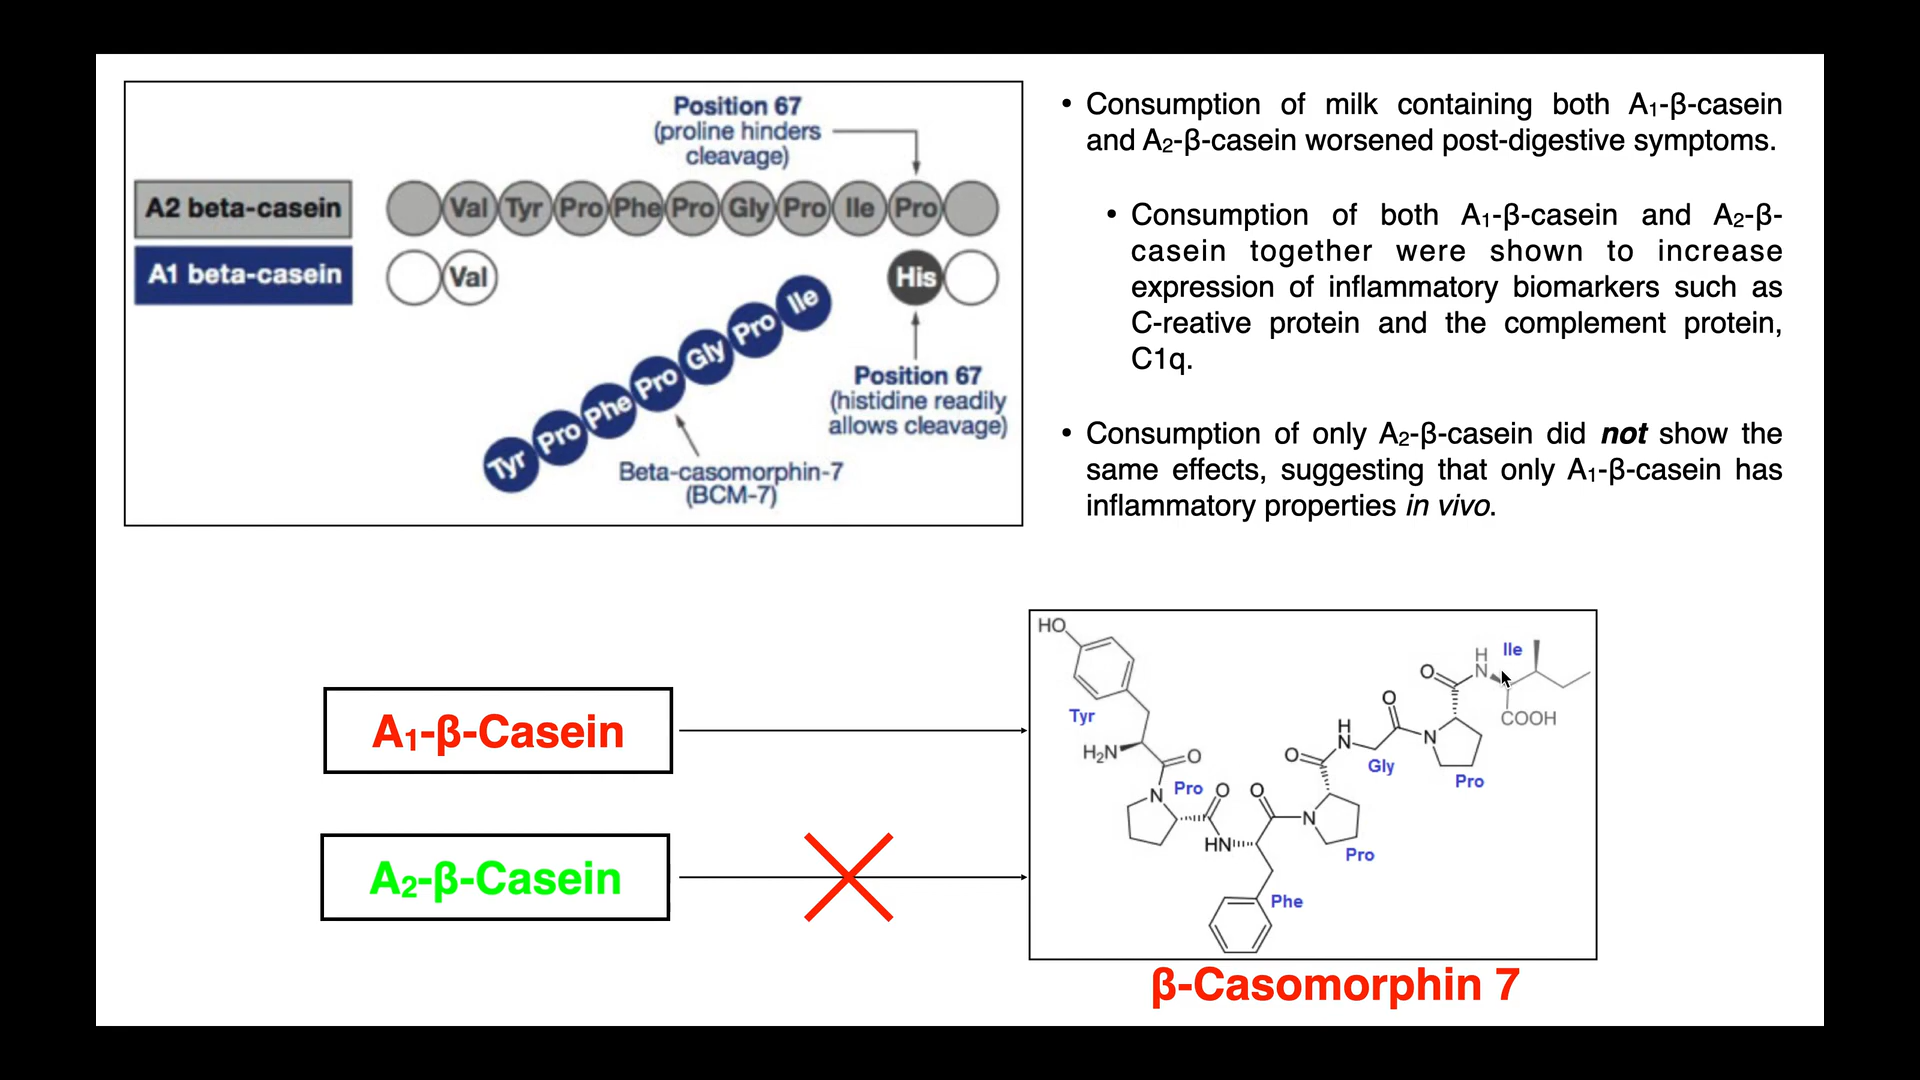 Position 67
(proline hinders
cleavage)
A2 beta-casein
Val Tyr Pro Phe Pro Gly Pro Ile Pro
A1 beta-casein
Val
His
Tyr Pro Phe Pro Gly Pro Ile
Position 67
(histidine readily
allows cleavage)
Beta-casomorphin-7
(BCM-7)
• Consumption of milk containing both A₁-β-casein
and A₂-β-casein worsened post-digestive symptoms.
• Consumption of both A₁-β-casein and A₂-β-
casein together were shown to increase
expression of inflammatory biomarkers such as
C-reative protein and the complement protein,
C1q.
• Consumption of only A₂-β-casein did not show the
same effects, suggesting that only A₁-β-casein has
inflammatory properties in vivo.
A₁-β-Casein
A₂-β-Casein
HO
Tyr
H₂N
O
N
Pro
O
HN
Phe
O
N
Pro
O
H
N
Gly
O
N
Pro
O
H
N
Ile
COOH
β-Casomorphin 7